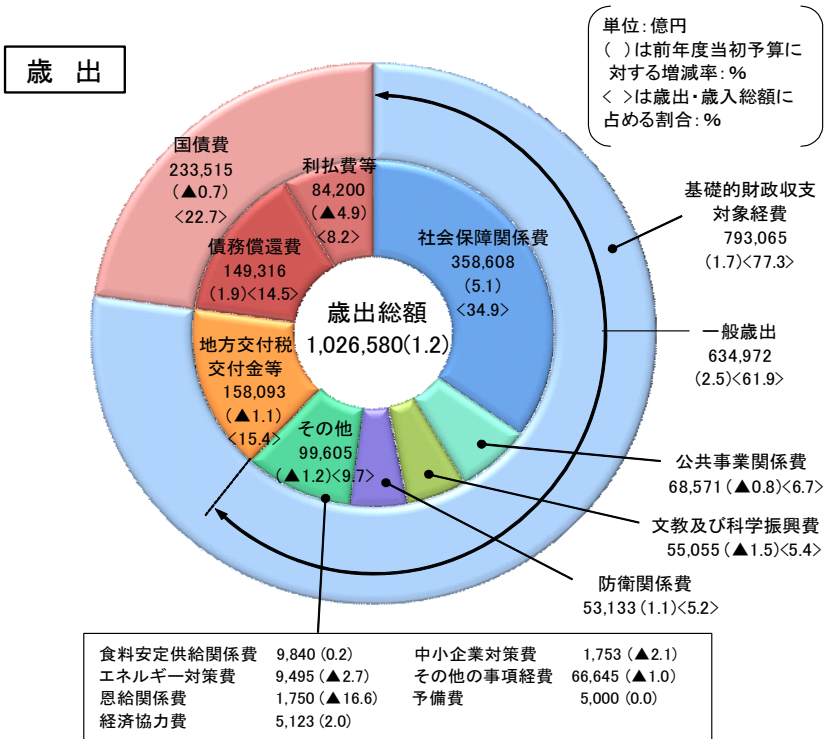 歳 出
単位：億円
( ）は前年度当初予算に
対する増減率：％
＜ ＞は歳出・歳入総額に
占める割合：％
国債費
233,515
(▲0.7)
<22.7>
利払費等
84,200
(▲4.9)
<8.2>
債務償還費
149,316
(1.9)<14.5>
社会保障関係費
358,608
(5.1)
<34.9>
基礎的財政収支
対象経費
793,065
(1.7)<77.3>
歳出総額
1,026,580(1.2)
一般歳出
634,972
(2.5)<61.9>
地方交付税
交付金等
158,093
(▲1.1)
<15.4>
その他
99,605
(▲1.2)<9.7>
公共事業関係費
68,571 (▲0.8)<6.7>
文教及び科学振興費
55,055 (▲1.5)<5.4>
防衛関係費
53,133 (1.1)<5.2>
食料安定供給関係費 9,840 (0.2) 中小企業対策費 1,753 (▲2.1)
エネルギー対策費 9,495 (▲2.7) その他の事項経費 66,645 (▲1.0)
恩給関係費 1,750 (▲16.6) 予備費 5,000 (0.0)
経済協力費 5,123 (2.0)